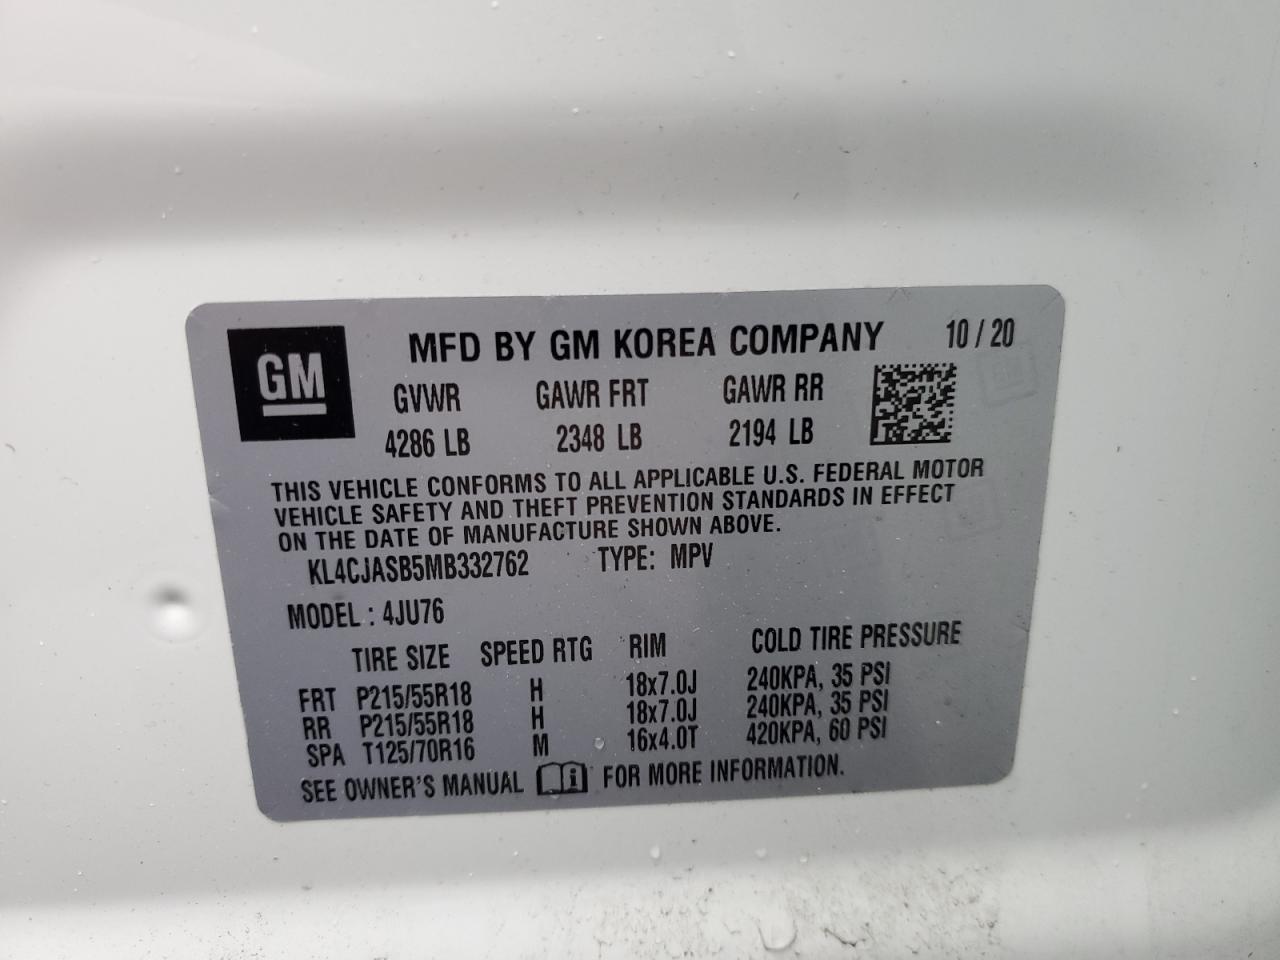 GM
MFD BY GM KOREA COMPANY 10 / 20
GVWR GAWR FRT GAWR RR
4286 LB 2348 LB 2194 LB
THIS VEHICLE CONFORMS TO ALL APPLICABLE U.S. FEDERAL MOTOR
VEHICLE SAFETY AND THEFT PREVENTION STANDARDS IN EFFECT
ON THE DATE OF MANUFACTURE SHOWN ABOVE.
KL4CJASB5MB332762 TYPE: MPV
MODEL : 4JU76
TIRE SIZE SPEED RTG RIM COLD TIRE PRESSURE
FRT P215/55R18 H 18x7.0J 240KPA, 35 PSI
RR P215/55R18 H 18x7.0J 240KPA, 35 PSI
SPA T125/70R16 M 16x4.0T 420KPA, 60 PSI
SEE OWNER'S MANUAL i FOR MORE INFORMATION.